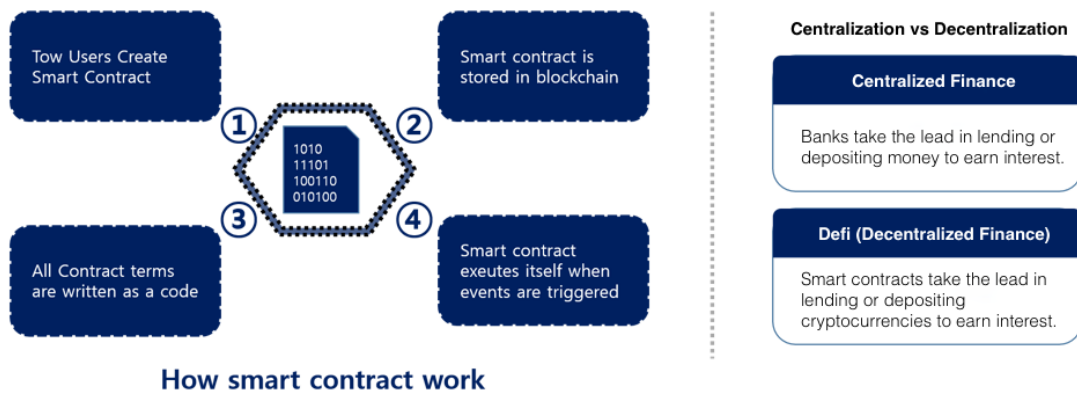 Tow Users Create
Smart Contract
①
Smart contract is
stored in blockchain
②
1010
11101
100110
010100
③
All Contract terms
are written as a code
④
Smart contract
exeutes itself when
events are triggered
How smart contract work
Centralization vs Decentralization
Centralized Finance
Banks take the lead in lending or
depositing money to earn interest.
Defi (Decentralized Finance)
Smart contracts take the lead in
lending or depositing
cryptocurrencies to earn interest.